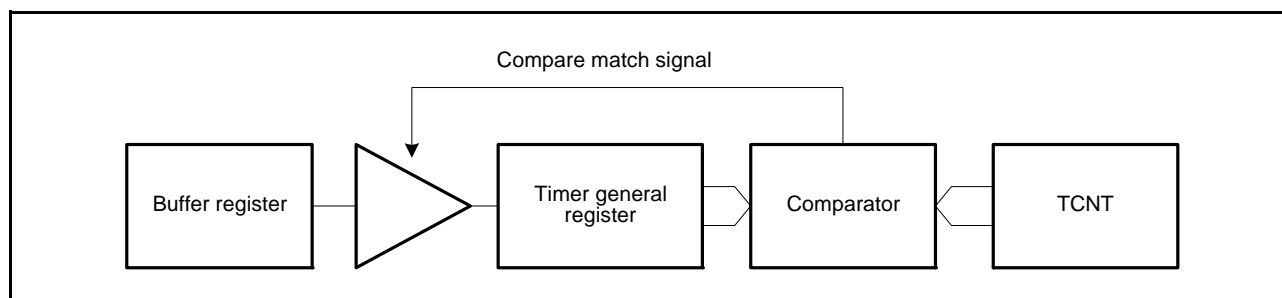 Compare match signal
Buffer register
Timer general
register
Comparator
TCNT